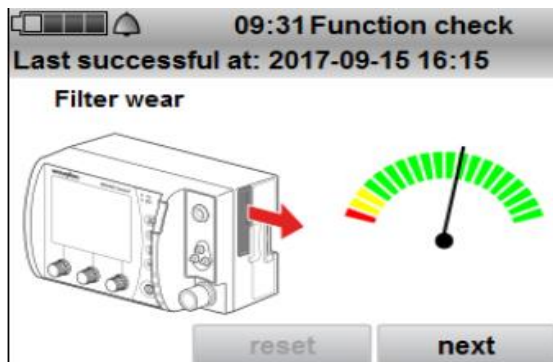 09:31 Function check
Last successful at: 2017-09-15 16:15
Filter wear
reset
next